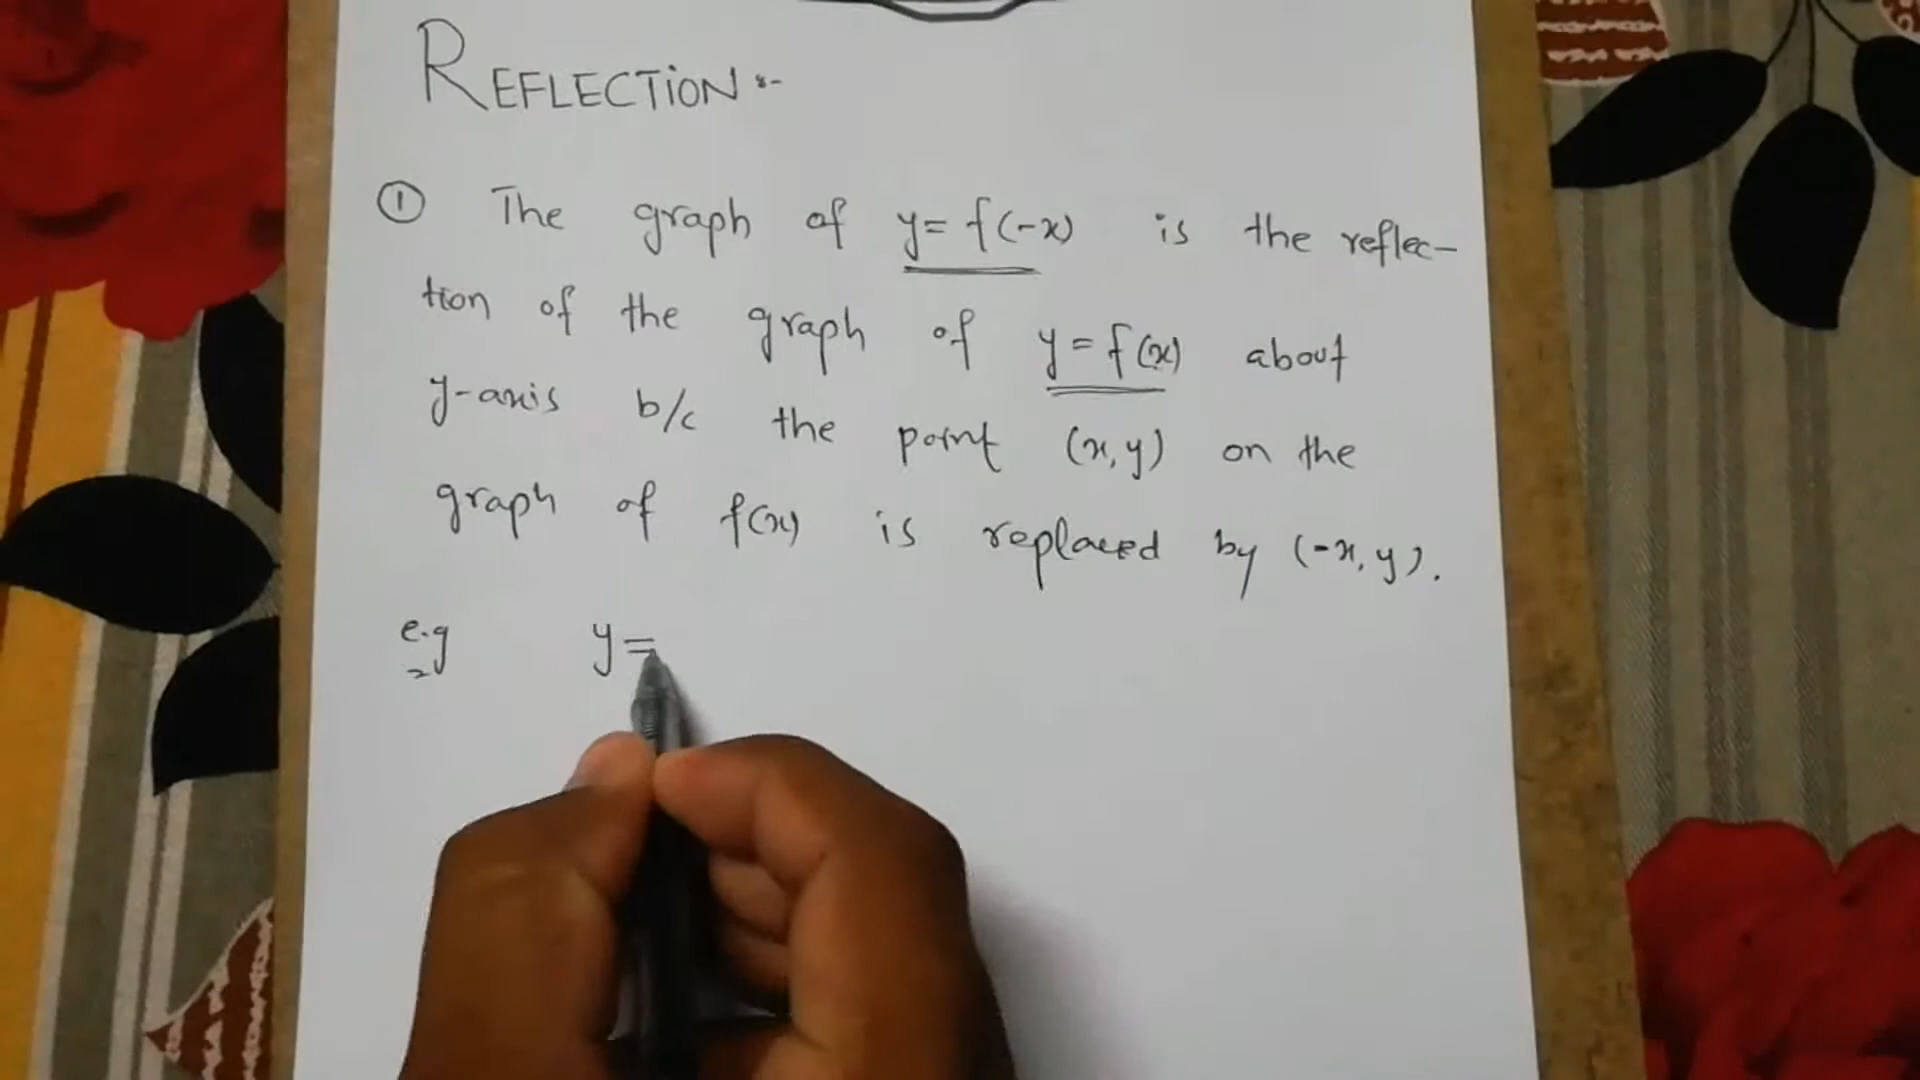 REFLECTION :-
① The graph of y= f(-x) is the reflec-
tion of the graph of y = f(x) about
y-axis b/c the point (x,y) on the
graph of f(x) is replaced by (-x, y).
e.g y=